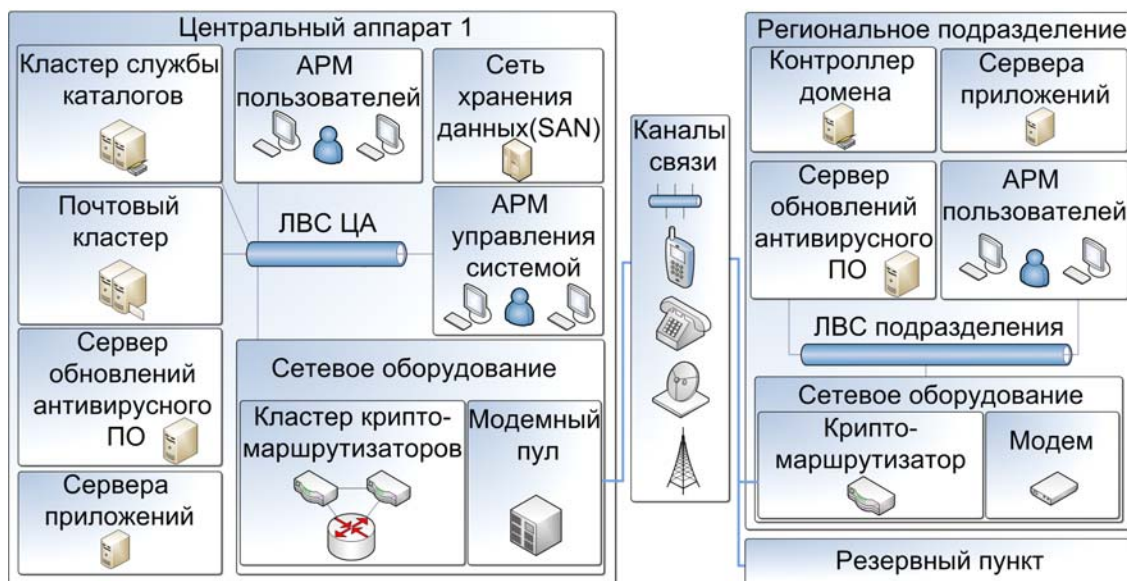 Центральный аппарат 1
Кластер службы
каталогов
АРМ
пользователей
Сеть
хранения
данных(SAN)
Почтовый
кластер
ЛВС ЦА
АРМ
управления
системой
Сервер
обновлений
антивирусного
ПО
Сервера
приложений
Сетевое оборудование
Кластер крипто-
маршрутизаторов
Модемный
пул
Каналы
связи
Региональное подразделение
Контроллер
домена
Сервера
приложений
Сервер
обновлений
антивирусного
ПО
АРМ
пользователей
ЛВС подразделения
Сетевое оборудование
Крипто-
маршрутизатор
Модем
Резервный пункт